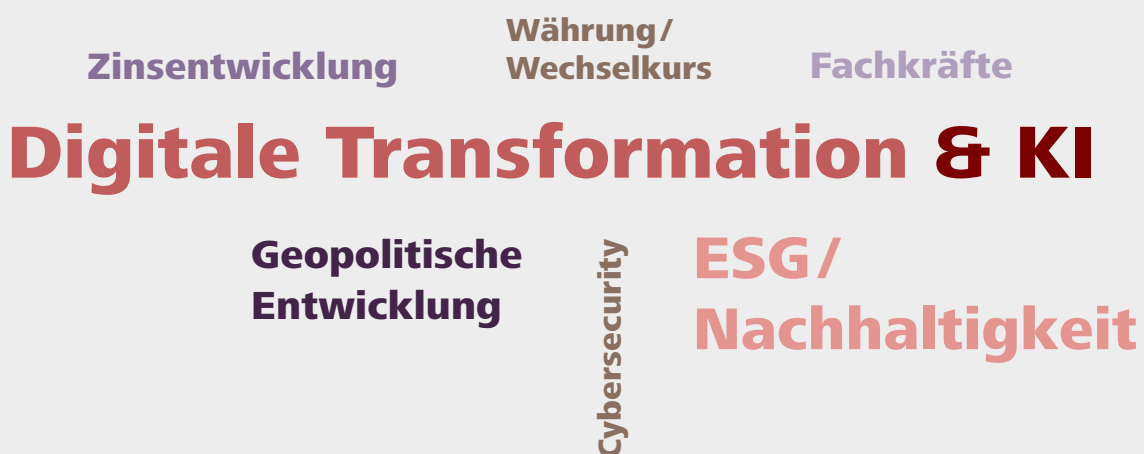 Währung/
Zinsentwicklung
Wechselkurs
Fachkräfte
Digitale Transformation & KI
Geopolitische
Entwicklung
Cybersecurity
ESG/
Nachhaltigkeit